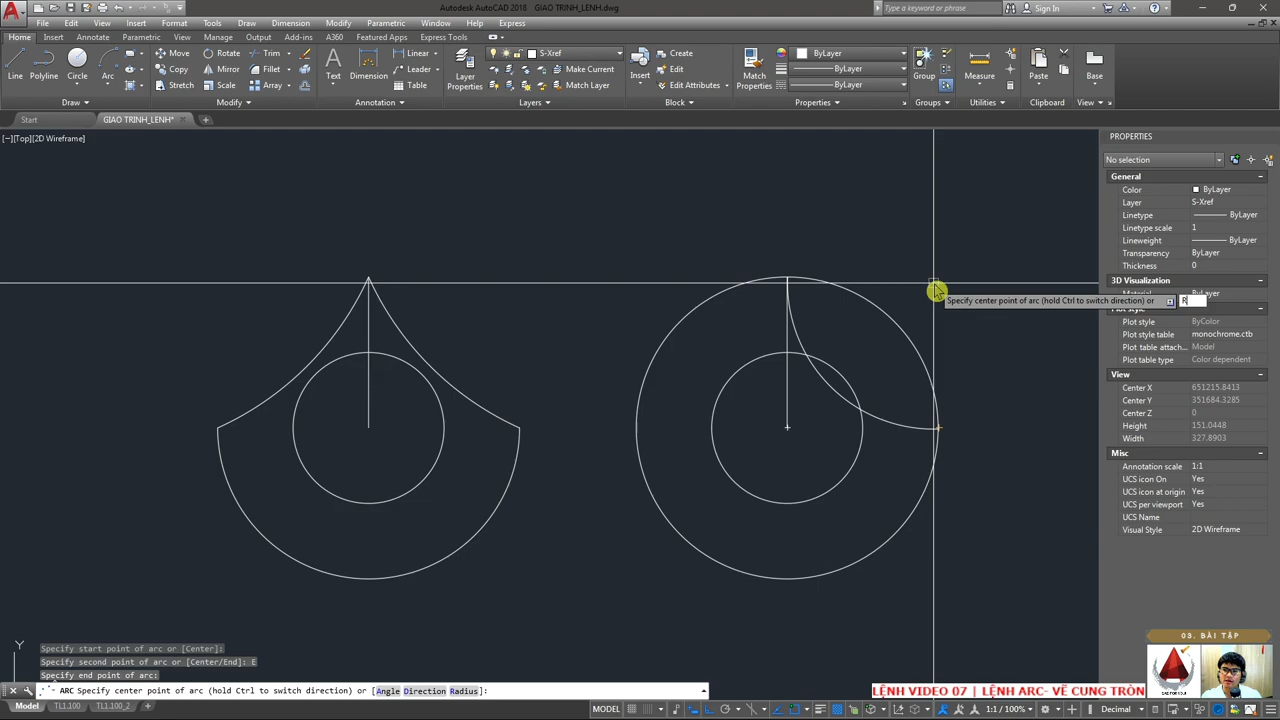 Autodesk AutoCAD 2018 GIAO TRINH_LENH.dwg
Type a keyword or phrase
Sign In
File Edit View Insert Format Tools Draw Dimension Modify Parametric Window Help Express
Home Insert Annotate Parametric View Manage Output Add-ins A360 Featured Apps Express Tools
Line Polyline Circle Arc
Move Rotate Trim
Copy Mirror Fillet
Stretch Scale Array
Text Dimension
Linear
Leader
Table
Layer Properties
S-Xref
Make Current
Match Layer
Insert
Create
Edit
Edit Attributes
Match Properties
ByLayer
ByLayer
ByLayer
Group
Measure
Paste
Base
Draw Modify Annotation Layers Block Properties Groups Utilities Clipboard View
Start GIAO TRINH_LENH*
[−][Top][2D Wireframe]
PROPERTIES
No selection
General
Color ByLayer
Layer S-Xref
Linetype ByLayer
Linetype scale 1
Lineweight ByLayer
Transparency ByLayer
Thickness 0
3D Visualization
Material ByLayer
Plot style
Plot style ByColor
Plot style table monochrome.ctb
Plot table attach... Model
Plot table type Color dependent
View
Center X 651215.8413
Center Y 351684.3285
Center Z 0
Height 151.0448
Width 327.8903
Misc
Annotation scale 1:1
UCS icon On Yes
UCS icon at origin Yes
UCS per viewport Yes
UCS Name
Visual Style 2D Wireframe
Specify center point of arc (hold Ctrl to switch direction) or R
Y
Specify start point of arc or [Center]:
Specify second point of arc or [Center/End]: E
Specify end point of arc:
ARC Specify center point of arc (hold Ctrl to switch direction) or [Angle Direction Radius]:
03. BÀI TẬP
LỆNH VIDEO 07 | LỆNH ARC- VẼ CUNG TRÒN
Model TL1.100 TL1.100_2
MODEL 1:1 / 100% Decimal